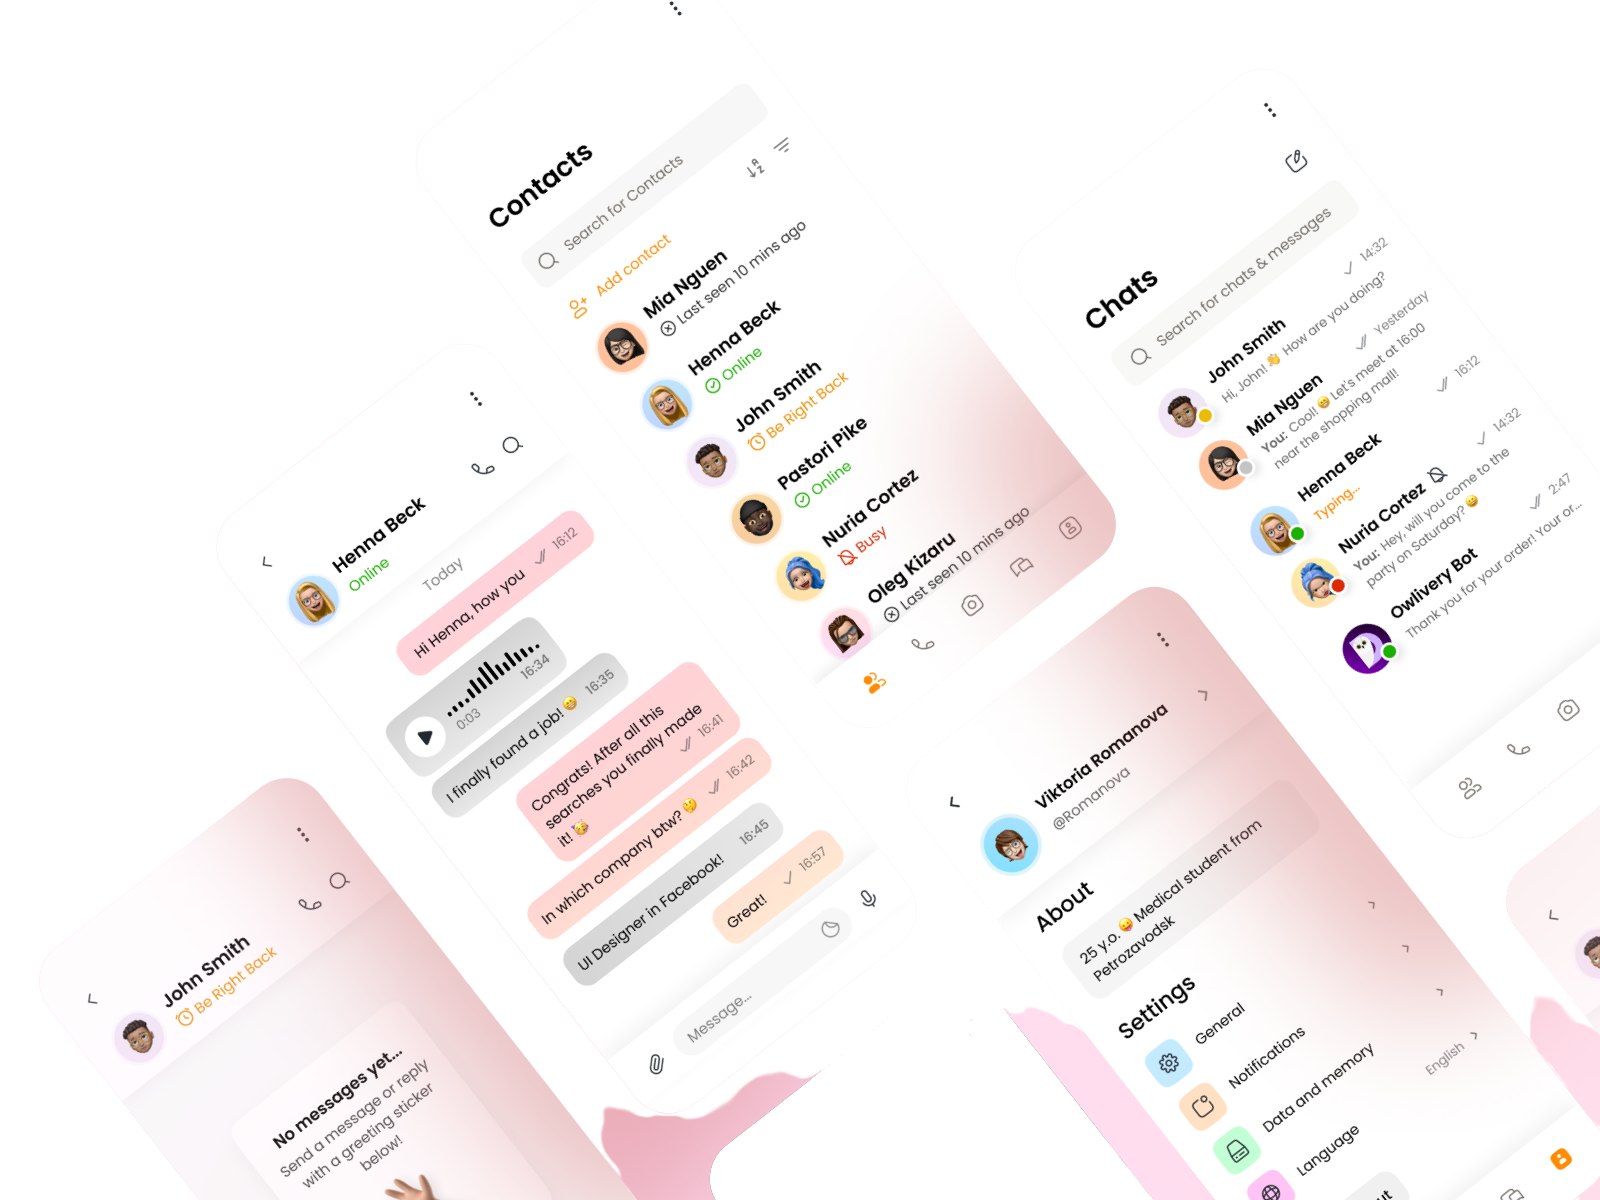 Contacts
Search for Contacts
Add contact
Mia Nguen
Last seen 10 mins ago
Henna Beck
Online
John Smith
Be Right Back
Pastori Pike
Online
Nuria Cortez
Busy
Oleg Kizaru
Last seen 10 mins ago
Chats
Search for chats & messages
John Smith
14:32
Hi, John! 👋 How are you doing?
Mia Nguen
Yesterday
You: Cool! 😀 Let's meet at 16:00
near the shopping mall!
Henna Beck
16:12
Typing...
Nuria Cortez
14:32
You: Hey, will you come to the
party on Saturday? 😀
Owlivery Bot
2:47
Thank you for your order! Your or...
Henna Beck
Online
Today
Hi Henna, how you
16:12
0:03
16:34
I finally found a job! 😀
16:35
Congrats! After all this
searches you finally made
it! 🥳
16:41
In which company btw? 🤔
16:42
UI Designer in Facebook!
16:45
Great!
16:57
Message...
John Smith
Be Right Back
No messages yet...
Send a message or reply
with a greeting sticker
below!
Viktoria Romanova
@Romanova
About
25 y.o. 😜 Medical student from
Petrozavodsk
Settings
General
Notifications
Data and memory
Language
English